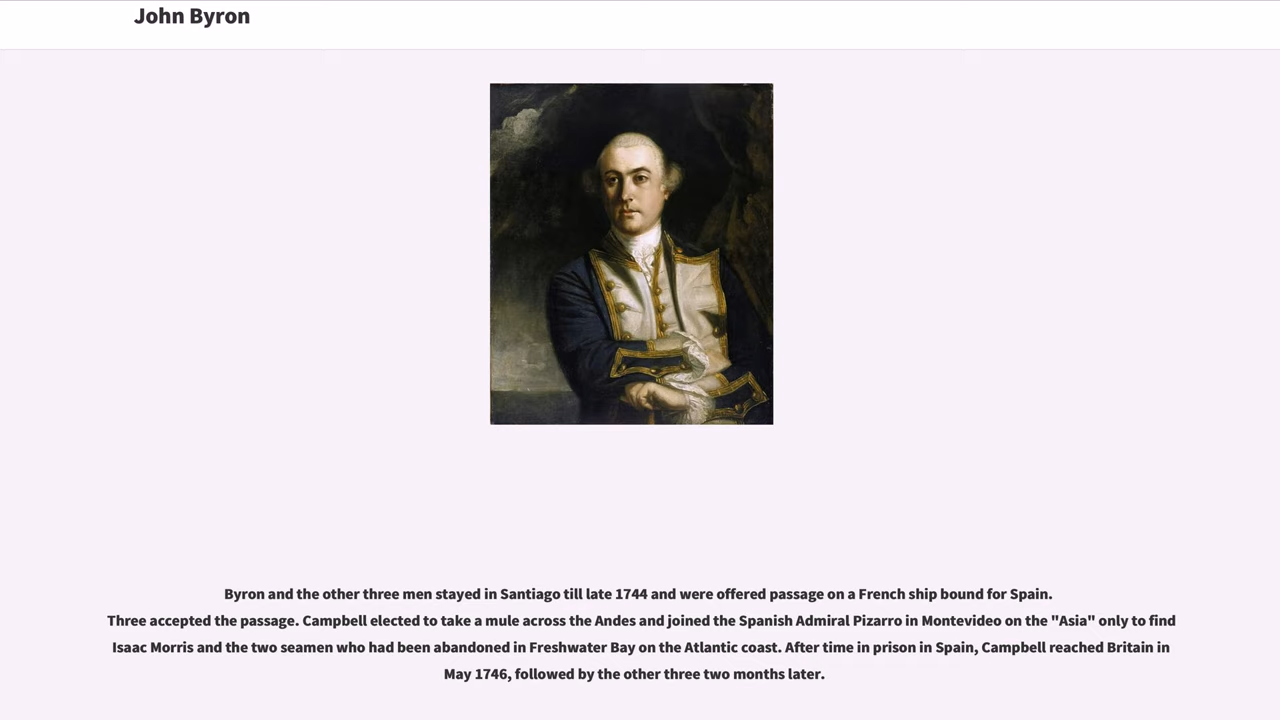 John Byron
Byron and the other three men stayed in Santiago till late 1744 and were offered passage on a French ship bound for Spain.
Three accepted the passage. Campbell elected to take a mule across the Andes and joined the Spanish Admiral Pizarro in Montevideo on the "Asia" only to find
Isaac Morris and the two seamen who had been abandoned in Freshwater Bay on the Atlantic coast. After time in prison in Spain, Campbell reached Britain in
May 1746, followed by the other three two months later.